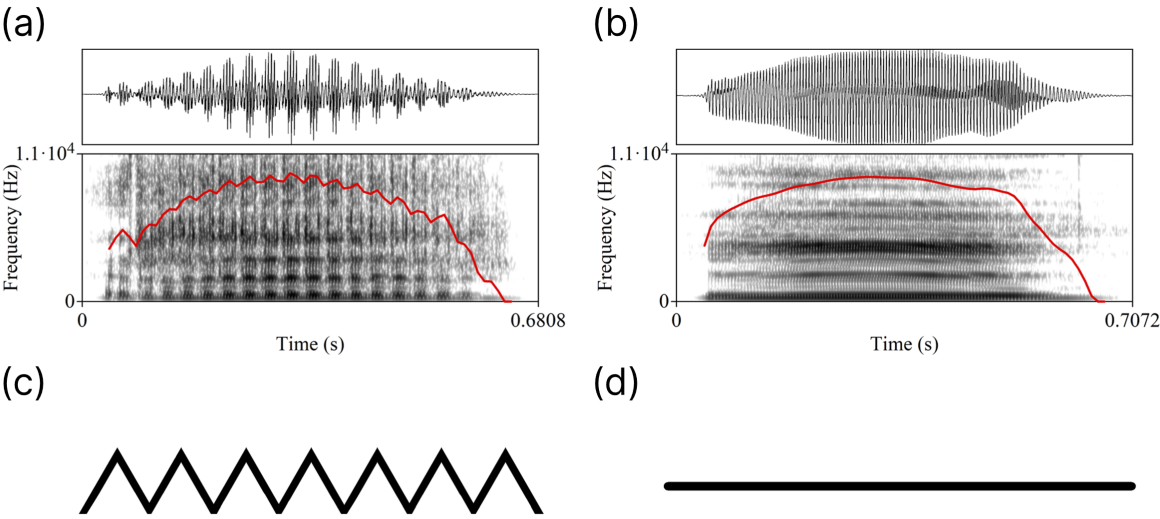 (a)
(b)
1.1·10⁴
Frequency (Hz)
0
0
0.6808
Time (s)
1.1·10⁴
Frequency (Hz)
0
0
0.7072
Time (s)
(c)
(d)